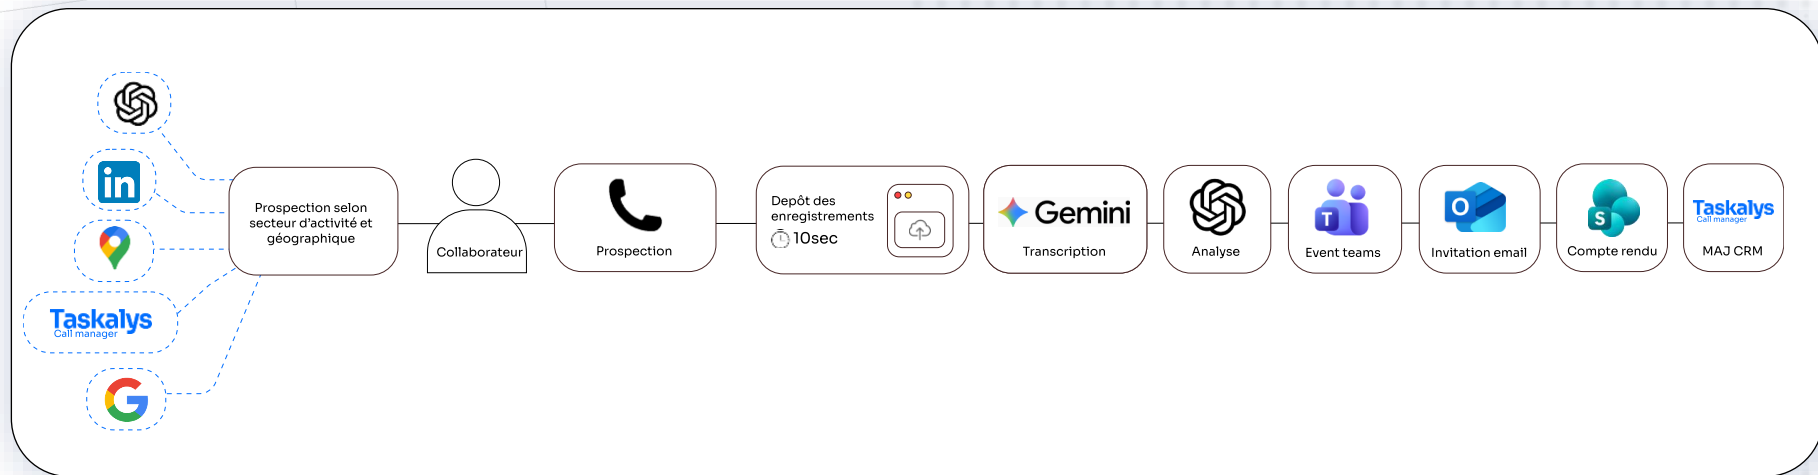 in
Taskalys
Call manager
Prospection selon
secteur d'activité et
géographique
Collaborateur
Prospection
Depôt des
enregistrements
10sec
Gemini
Transcription
Analyse
T
Event teams
O
Invitation email
S
Compte rendu
Taskalys
Call manager
MAJ CRM